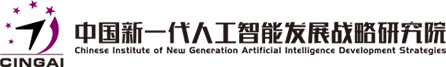 中国新一代人工智能发展战略研究院
Chinese Institute of New Generation Artificial Intelligence Development Strategies
CINGAI